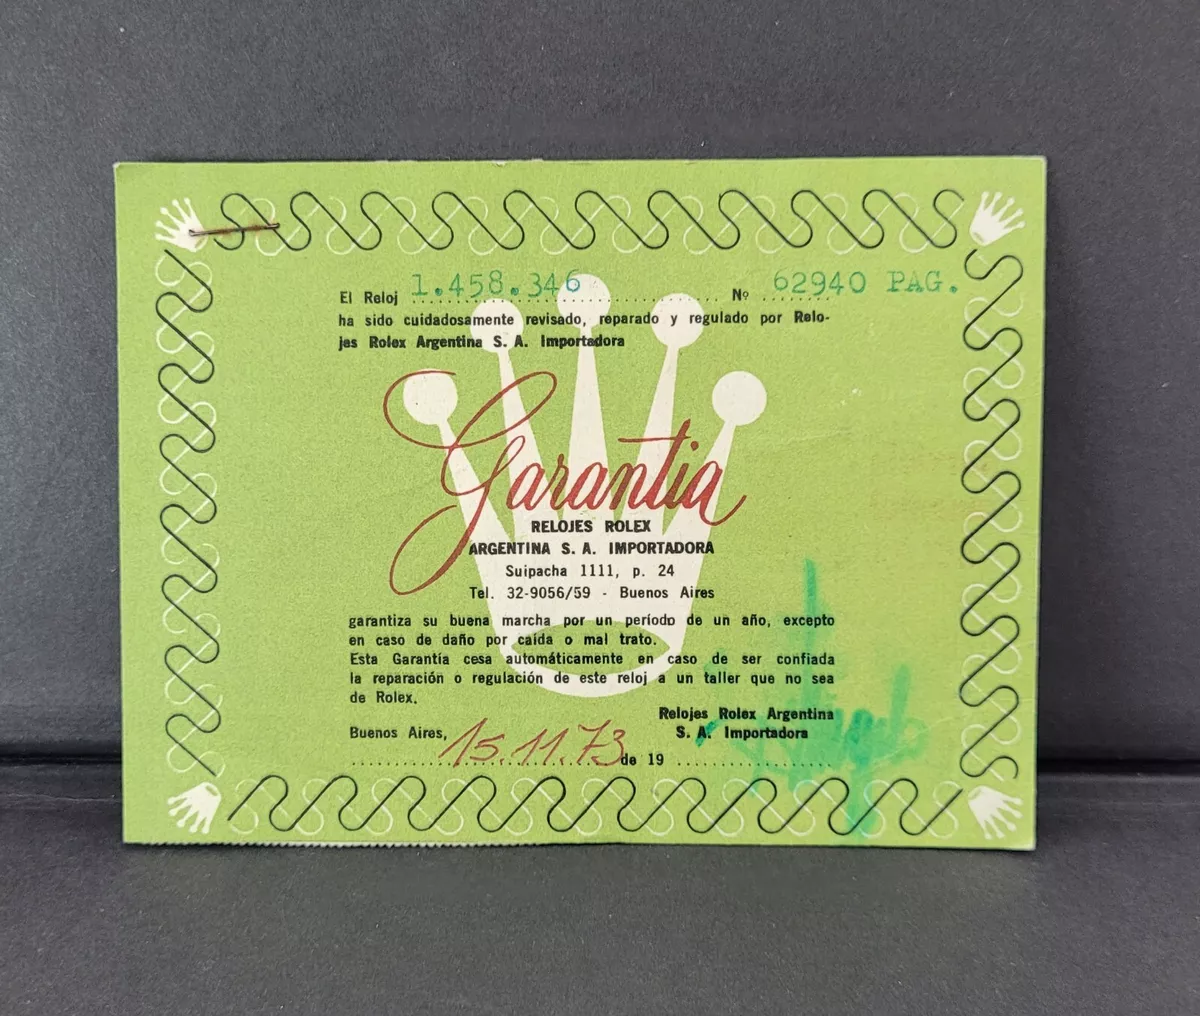 El Reloj 1.458.346 Nº 62940 PAG.
ha sido cuidadosamente revisado, reparado y regulado por Relo-
jes Rolex Argentina S. A. Importadora
Garantia
RELOJES ROLEX
ARGENTINA S. A. IMPORTADORA
Suipacha 1111, p. 24
Tel. 32-9056/59 - Buenos Aires
garantiza su buena marcha por un período de un año, excepto
en caso de daño por caída o mal trato.
Esta Garantía cesa automáticamente en caso de ser confiada
la reparación o regulación de este reloj a un taller que no sea
de Rolex.
Relojes Rolex Argentina
S. A. Importadora
Buenos Aires, 15.11.73 de 19